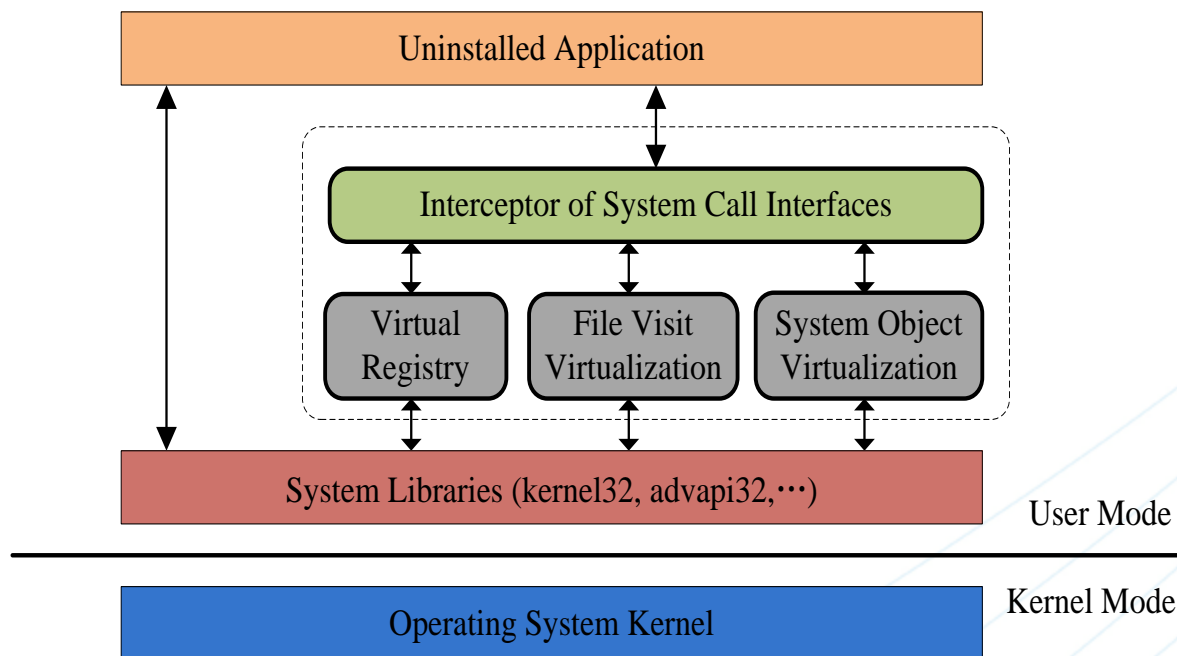 Uninstalled Application
Interceptor of System Call Interfaces
Virtual
Registry
File Visit
Virtualization
System Object
Virtualization
System Libraries (kernel32, advapi32,⋯)
User Mode
Kernel Mode
Operating System Kernel